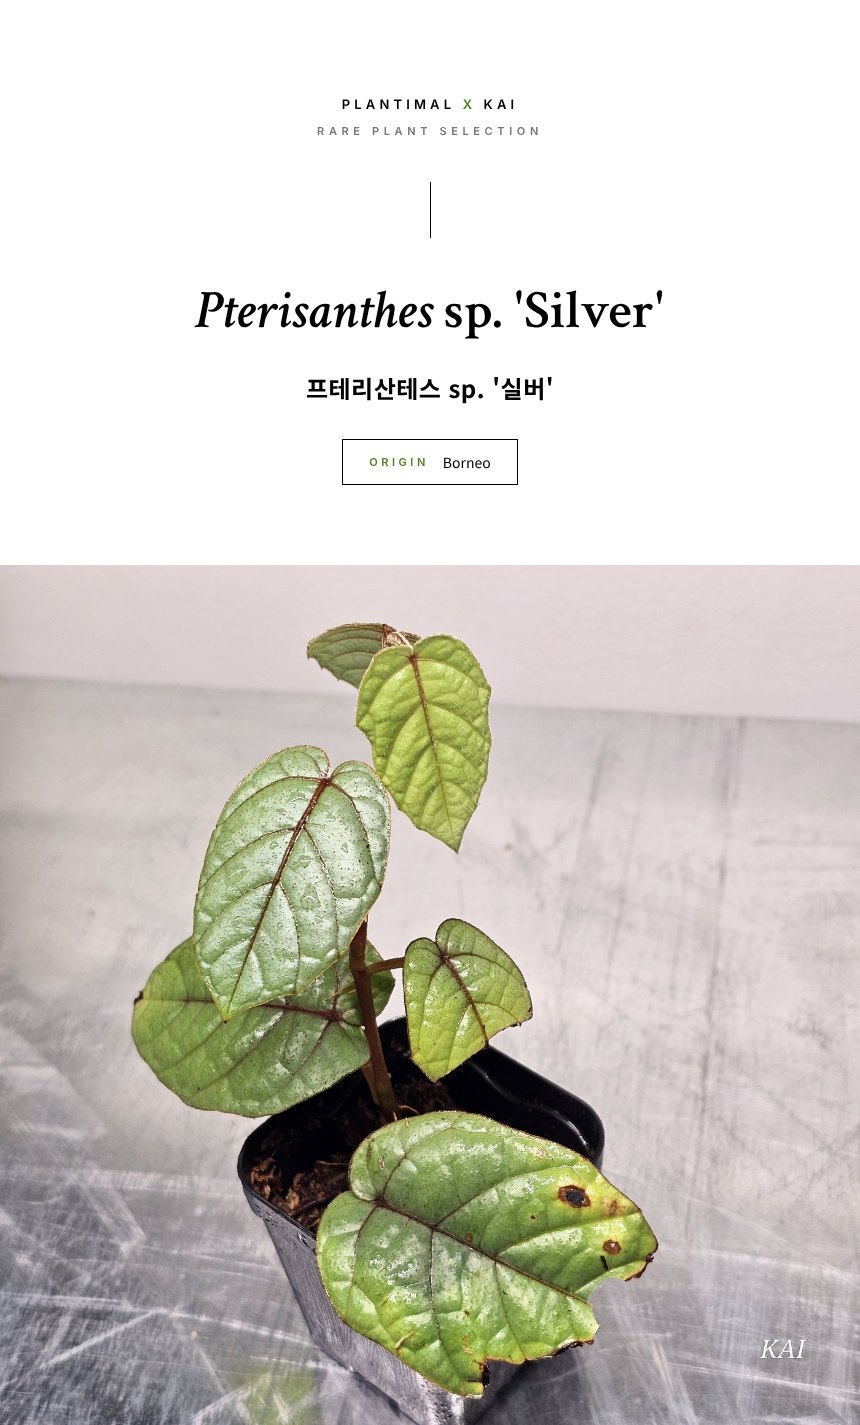 PLANTIMAL X KAI
RARE PLANT SELECTION
Pterisanthes sp. 'Silver'
프테리산테스 sp. '실버'
ORIGIN Borneo
KAI